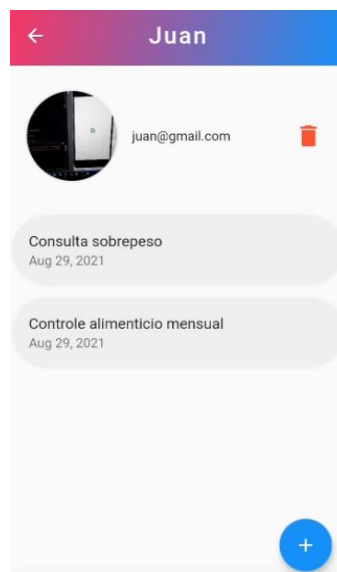 Juan
juan@gmail.com
Consulta sobrepeso
Aug 29, 2021
Controle alimenticio mensual
Aug 29, 2021